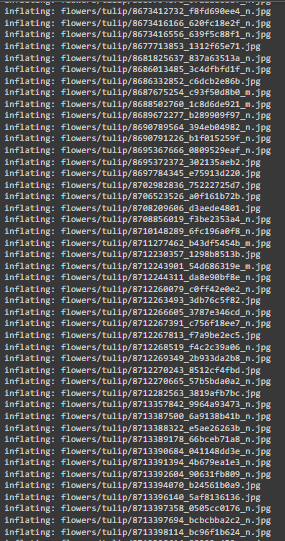 inflating: flowers/tulip/8673412732_f8fd690ee4_n.jpg
inflating: flowers/tulip/8673416166_620fc18e2f_n.jpg
inflating: flowers/tulip/8673416556_639f5c88f1_n.jpg
inflating: flowers/tulip/8677713853_1312f65e71.jpg
inflating: flowers/tulip/8681825637_837a63513a_n.jpg
inflating: flowers/tulip/8686013485_3c4dfbfd1f_n.jpg
inflating: flowers/tulip/8686332852_c6dcb2e86b.jpg
inflating: flowers/tulip/8687675254_c93f50d8b0_m.jpg
inflating: flowers/tulip/8688502760_1c8d6de921_m.jpg
inflating: flowers/tulip/8689672277_b289909f97_n.jpg
inflating: flowers/tulip/8690789564_394eb04982_n.jpg
inflating: flowers/tulip/8690791226_b1f015259f_n.jpg
inflating: flowers/tulip/8695367666_0809529eaf_n.jpg
inflating: flowers/tulip/8695372372_302135aeb2.jpg
inflating: flowers/tulip/8697784345_e75913d220.jpg
inflating: flowers/tulip/8702982836_75222725d7.jpg
inflating: flowers/tulip/8706523526_a0f161b72b.jpg
inflating: flowers/tulip/8708209606_d3aede4801.jpg
inflating: flowers/tulip/8708856019_f3be2353a4_n.jpg
inflating: flowers/tulip/8710148289_6fc196a0f8_n.jpg
inflating: flowers/tulip/8711277462_b43df5454b_m.jpg
inflating: flowers/tulip/8712230357_1298b8513b.jpg
inflating: flowers/tulip/8712243901_54d686319e_m.jpg
inflating: flowers/tulip/8712244311_da8e90bf8e_n.jpg
inflating: flowers/tulip/8712260079_c0ff42e0e2_n.jpg
inflating: flowers/tulip/8712263493_3db76c5f82.jpg
inflating: flowers/tulip/8712266605_3787e346cd_n.jpg
inflating: flowers/tulip/8712267391_c756f18ee7_n.jpg
inflating: flowers/tulip/8712267813_f7a9be2ec5.jpg
inflating: flowers/tulip/8712268519_f4c2c39a06_n.jpg
inflating: flowers/tulip/8712269349_2b933da2b8_n.jpg
inflating: flowers/tulip/8712270243_8512cf4fbd.jpg
inflating: flowers/tulip/8712270665_57b5bda0a2_n.jpg
inflating: flowers/tulip/8712282563_3819afb7bc.jpg
inflating: flowers/tulip/8713357842_9964a93473_n.jpg
inflating: flowers/tulip/8713387500_6a9138b41b_n.jpg
inflating: flowers/tulip/8713388322_e5ae26263b_n.jpg
inflating: flowers/tulip/8713389178_66bceb71a8_n.jpg
inflating: flowers/tulip/8713390684_041148dd3e_n.jpg
inflating: flowers/tulip/8713391394_4b679ea1e3_n.jpg
inflating: flowers/tulip/8713392604_90631fb809_n.jpg
inflating: flowers/tulip/8713394070_b24561b0a9.jpg
inflating: flowers/tulip/8713396140_5af8136136.jpg
inflating: flowers/tulip/8713397358_0505cc0176_n.jpg
inflating: flowers/tulip/8713397694_bcbcbba2c2_n.jpg
inflating: flowers/tulip/8713398114_bc96f1b624_n.jpg